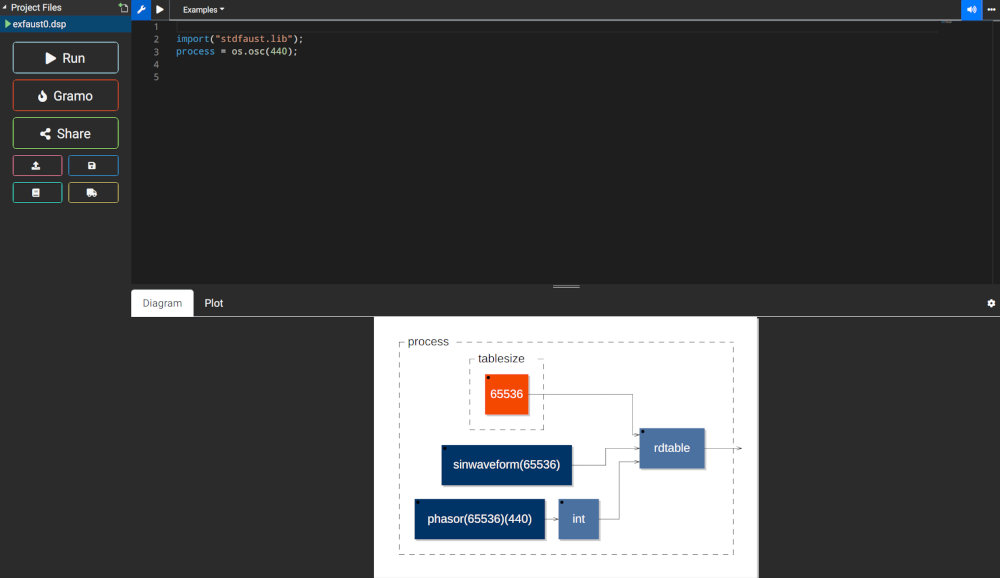 Project Files
exfaust0.dsp
Run
Gramo
Share
Examples
1
2 import("stdfaust.lib");
3 process = os.osc(440);
4
5
Diagram Plot
process
tablesize
65536
rdtable
sinwaveform(65536)
phasor(65536)(440) int